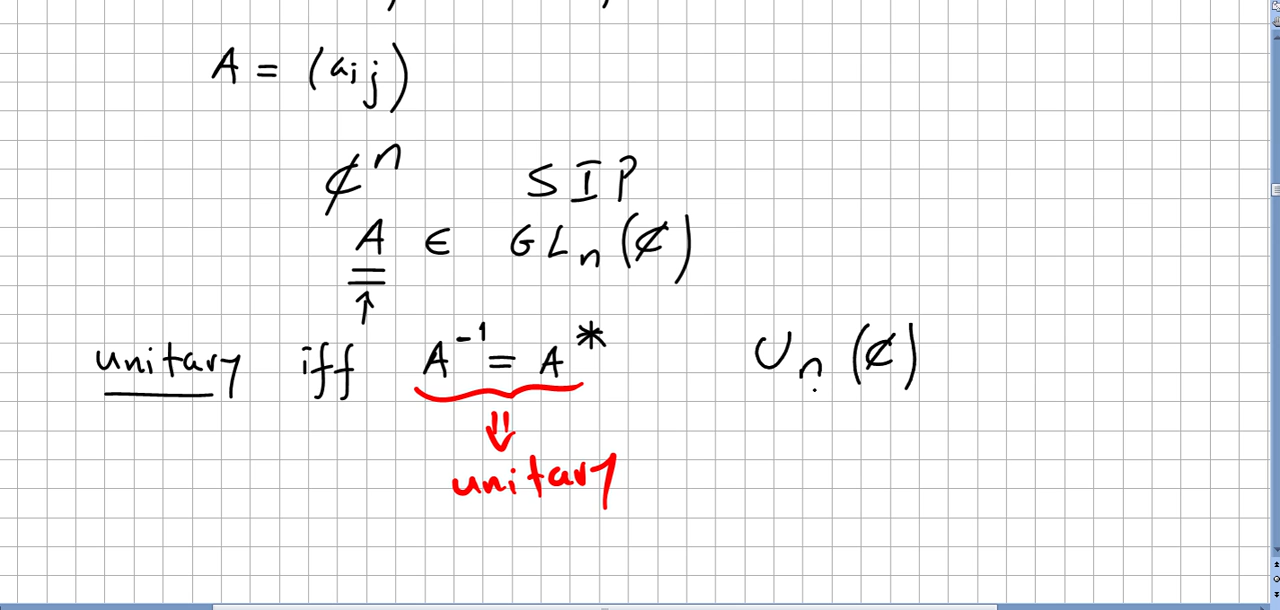 A = (aij)
ℂⁿ SIP
A ∈ GLₙ(ℂ)
unitary iff A⁻¹ = A* Uₙ(ℂ)
⇓
unitary